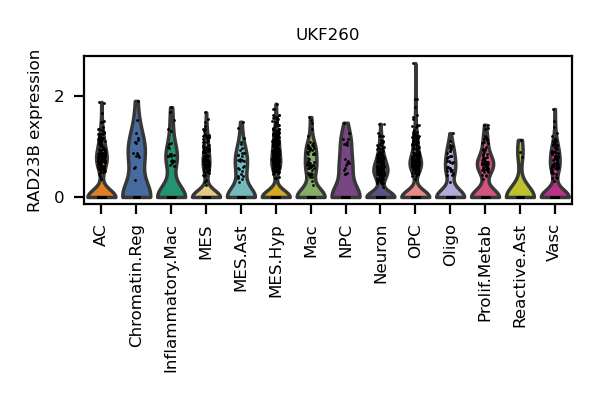 UKF260
RAD23B expression
2
0
AC
Chromatin.Reg
Inflammatory.Mac
MES
MES.Ast
MES.Hyp
Mac
NPC
Neuron
OPC
Oligo
Prolif.Metab
Reactive.Ast
Vasc